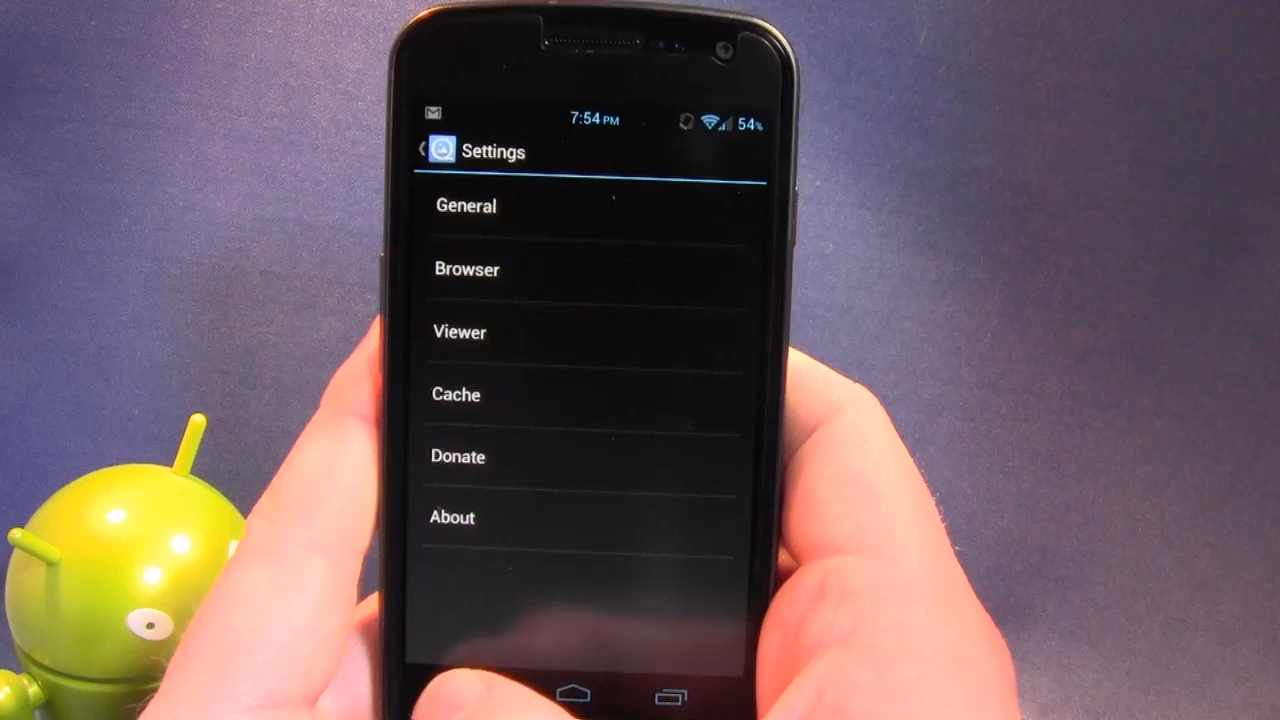 7:54 PM
54%
Settings
General
Browser
Viewer
Cache
Donate
About